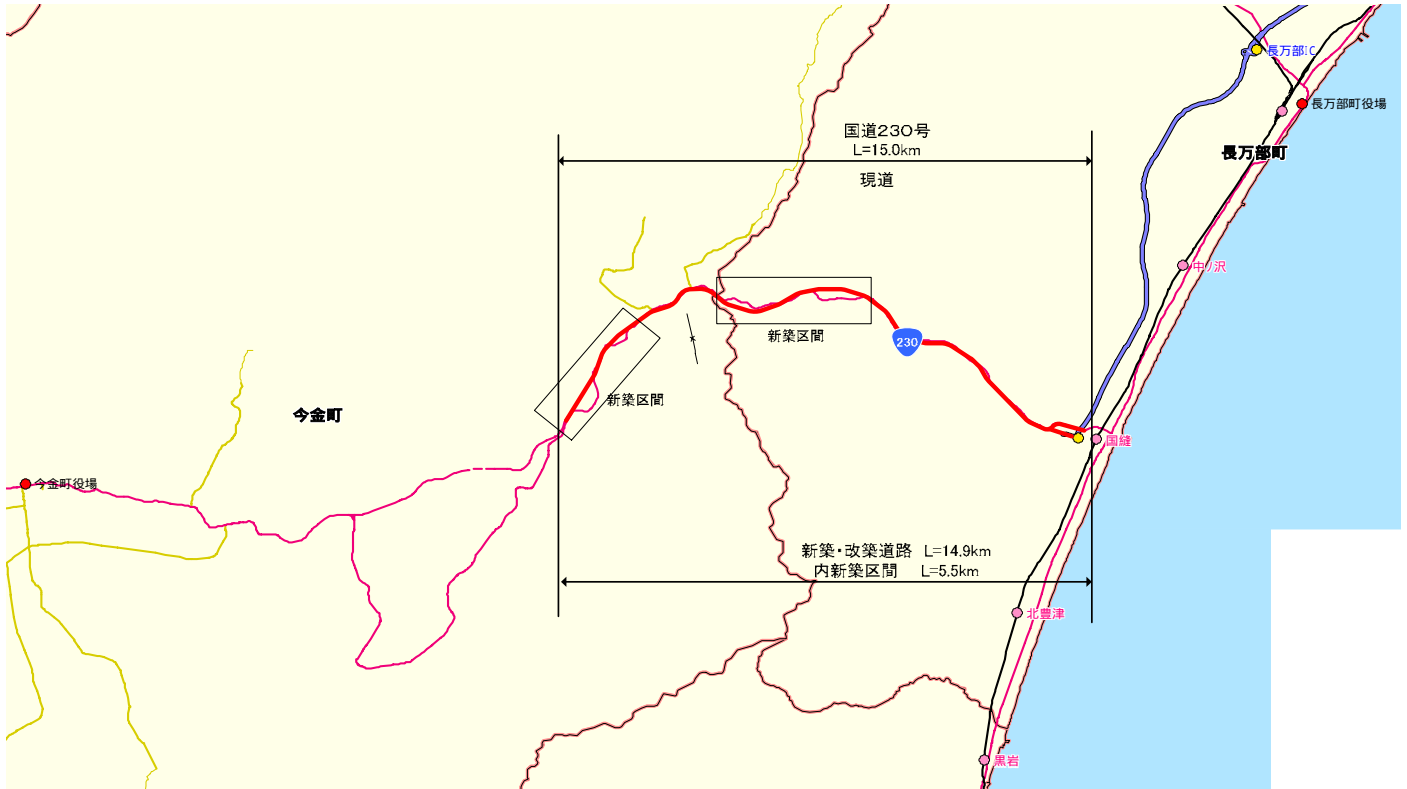 長万部IC
長万部町役場
国道230号
L=15.0km
長万部町
現道
中ノ沢
新築区間
230
新築区間
今金町
国縫
今金町役場
新築・改築道路 L=14.9km
内新築区間 L=5.5km
北豊津
黒岩